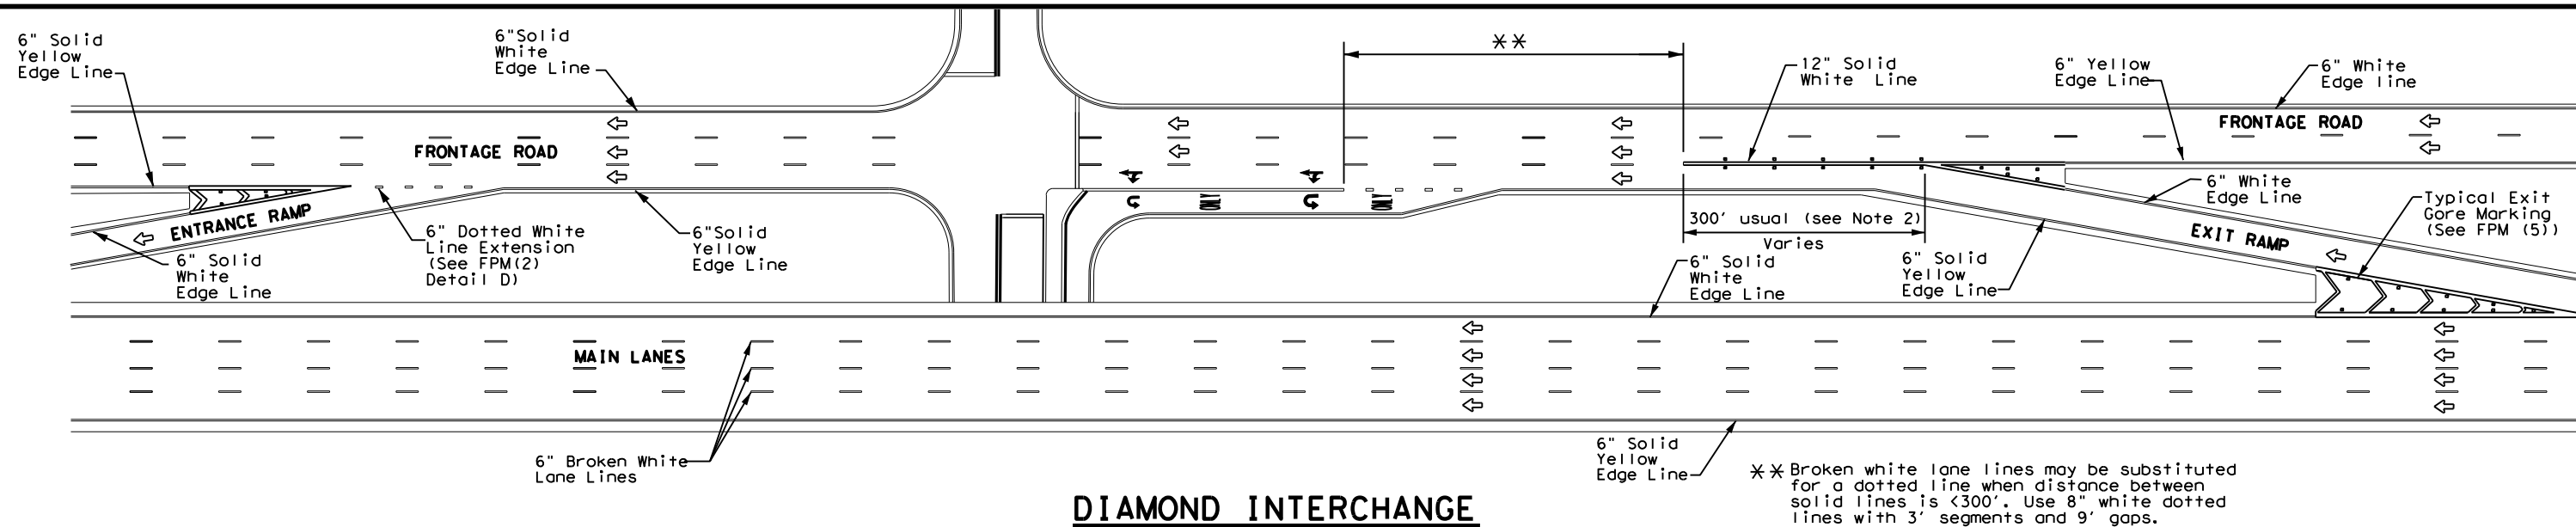 6" Solid
Yellow
Edge Line
6"Solid
White
Edge Line
**
12" Solid
White Line
6" Yellow
Edge Line
6" White
Edge line
FRONTAGE ROAD
FRONTAGE ROAD
ONLY
ONLY
ENTRANCE RAMP
6" Solid
White
Edge Line
6" Dotted White
Line Extension
(See FPM(2)
Detail D)
6"Solid
Yellow
Edge Line
300' usual (see Note 2)
Varies
6" Solid
White
Edge Line
6" Solid
Yellow
Edge Line
6" White
Edge Line
EXIT RAMP
Typical Exit
Gore Marking
(See FPM (5))
MAIN LANES
6" Broken White
Lane Lines
6" Solid
Yellow
Edge Line
** Broken white lane lines may be substituted
for a dotted line when distance between
solid lines is <300'. Use 8" white dotted
lines with 3' segments and 9' gaps.
DIAMOND INTERCHANGE